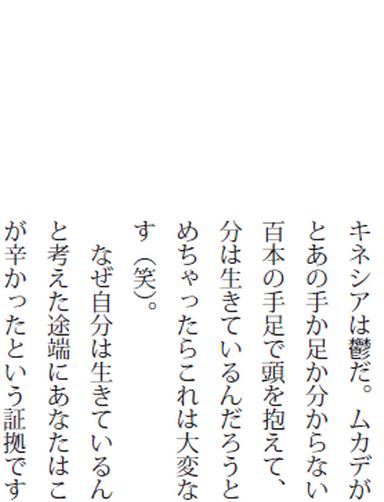 キネシアは鬱だ。ムカデが
とあの手か足か分からない
百本の手足で頭を抱えて、
分は生きているんだろうと
めちゃったらこれは大変な
す（笑）。
なぜ自分は生きているん
と考えた途端にあなたはこ
が辛かったという証拠です